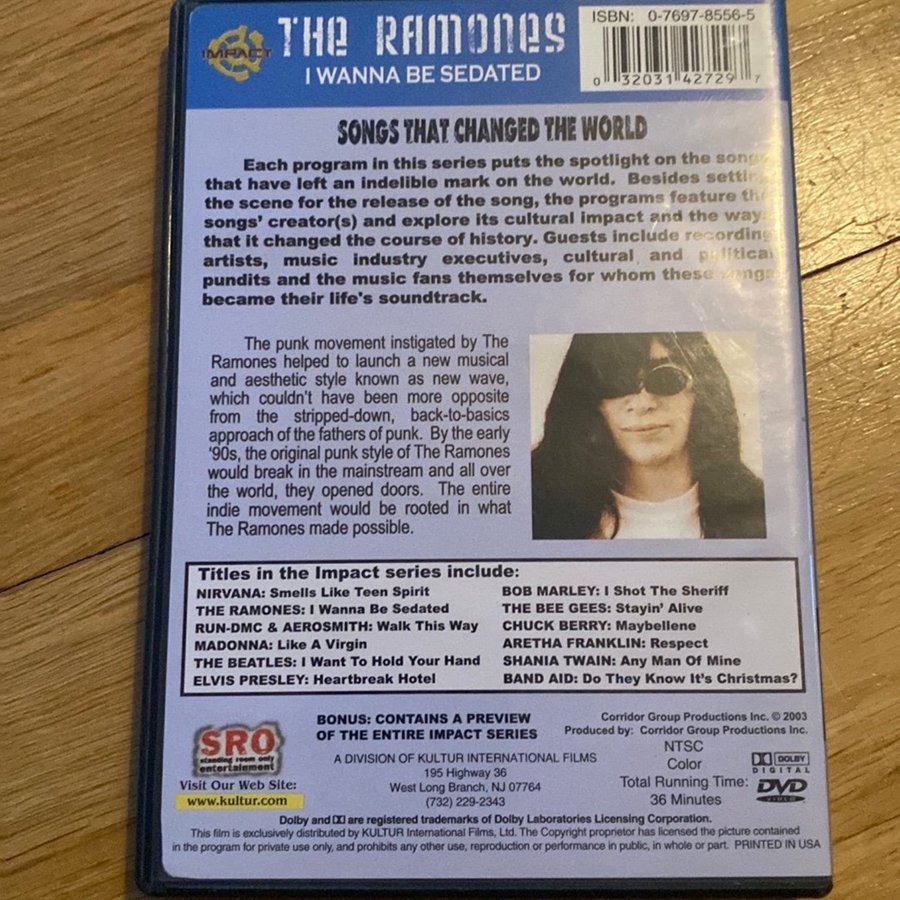 IMPACT
THE RAMONES
I WANNA BE SEDATED
ISBN: 0-7697-8556-5
0 32031 42729 7
SONGS THAT CHANGED THE WORLD
Each program in this series puts the spotlight on the songs
that have left an indelible mark on the world. Besides setting
the scene for the release of the song, the programs feature the
songs' creator(s) and explore its cultural impact and the way
that it changed the course of history. Guests include recording
artists, music industry executives, cultural and political
pundits and the music fans themselves for whom these songs
became their life's soundtrack.
The punk movement instigated by The
Ramones helped to launch a new musical
and aesthetic style known as new wave,
which couldn't have been more opposite
from the stripped-down, back-to-basics
approach of the fathers of punk. By the early
'90s, the original punk style of The Ramones
would break in the mainstream and all over
the world, they opened doors. The entire
indie movement would be rooted in what
The Ramones made possible.
Titles in the Impact series include:
NIRVANA: Smells Like Teen Spirit
THE RAMONES: I Wanna Be Sedated
RUN-DMC & AEROSMITH: Walk This Way
MADONNA: Like A Virgin
THE BEATLES: I Want To Hold Your Hand
ELVIS PRESLEY: Heartbreak Hotel
BOB MARLEY: I Shot The Sheriff
THE BEE GEES: Stayin' Alive
CHUCK BERRY: Maybellene
ARETHA FRANKLIN: Respect
SHANIA TWAIN: Any Man Of Mine
BAND AID: Do They Know It's Christmas?
SRO
standing room only
entertainment
Visit Our Web Site:
www.kultur.com
BONUS: CONTAINS A PREVIEW
OF THE ENTIRE IMPACT SERIES
A DIVISION OF KULTUR INTERNATIONAL FILMS
195 Highway 36
West Long Branch, NJ 07764
(732) 229-2343
Corridor Group Productions Inc. © 2003
Produced by: Corridor Group Productions Inc.
NTSC
Color
Total Running Time:
36 Minutes
DOLBY
DIGITAL
DVD
VIDEO
Dolby and DD are registered trademarks of Dolby Laboratories Licensing Corporation.
This film is exclusively distributed by KULTUR International Films, Ltd. The Copyright proprietor has licensed the picture contained
in the program for private use only, and prohibits any other use, reproduction or performance in public, in whole or part. PRINTED IN USA